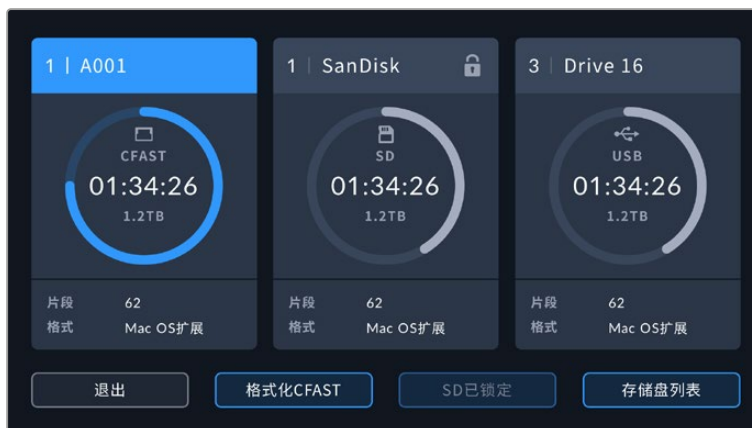 1 | A001
CFAST
01:34:26
1.2TB
片段 62
格式 Mac OS扩展
1 | SanDisk
SD
01:34:26
1.2TB
片段 62
格式 Mac OS扩展
3 | Drive 16
USB
01:34:26
1.2TB
片段 62
格式 Mac OS扩展
退出
格式化CFAST
SD已锁定
存储盘列表